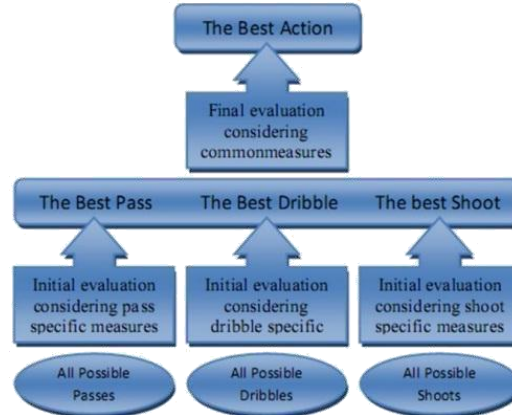 The Best Action
Final evaluation
considering
commonmeasures
The Best Pass
The Best Dribble
The best Shoot
Initial evaluation
considering pass
specific measures
Initial evaluation
considering
dribble specific
Initial evaluation
considering shoot
specific measures
All Possible
Passes
All Possible
Dribbles
All Possible
Shoots